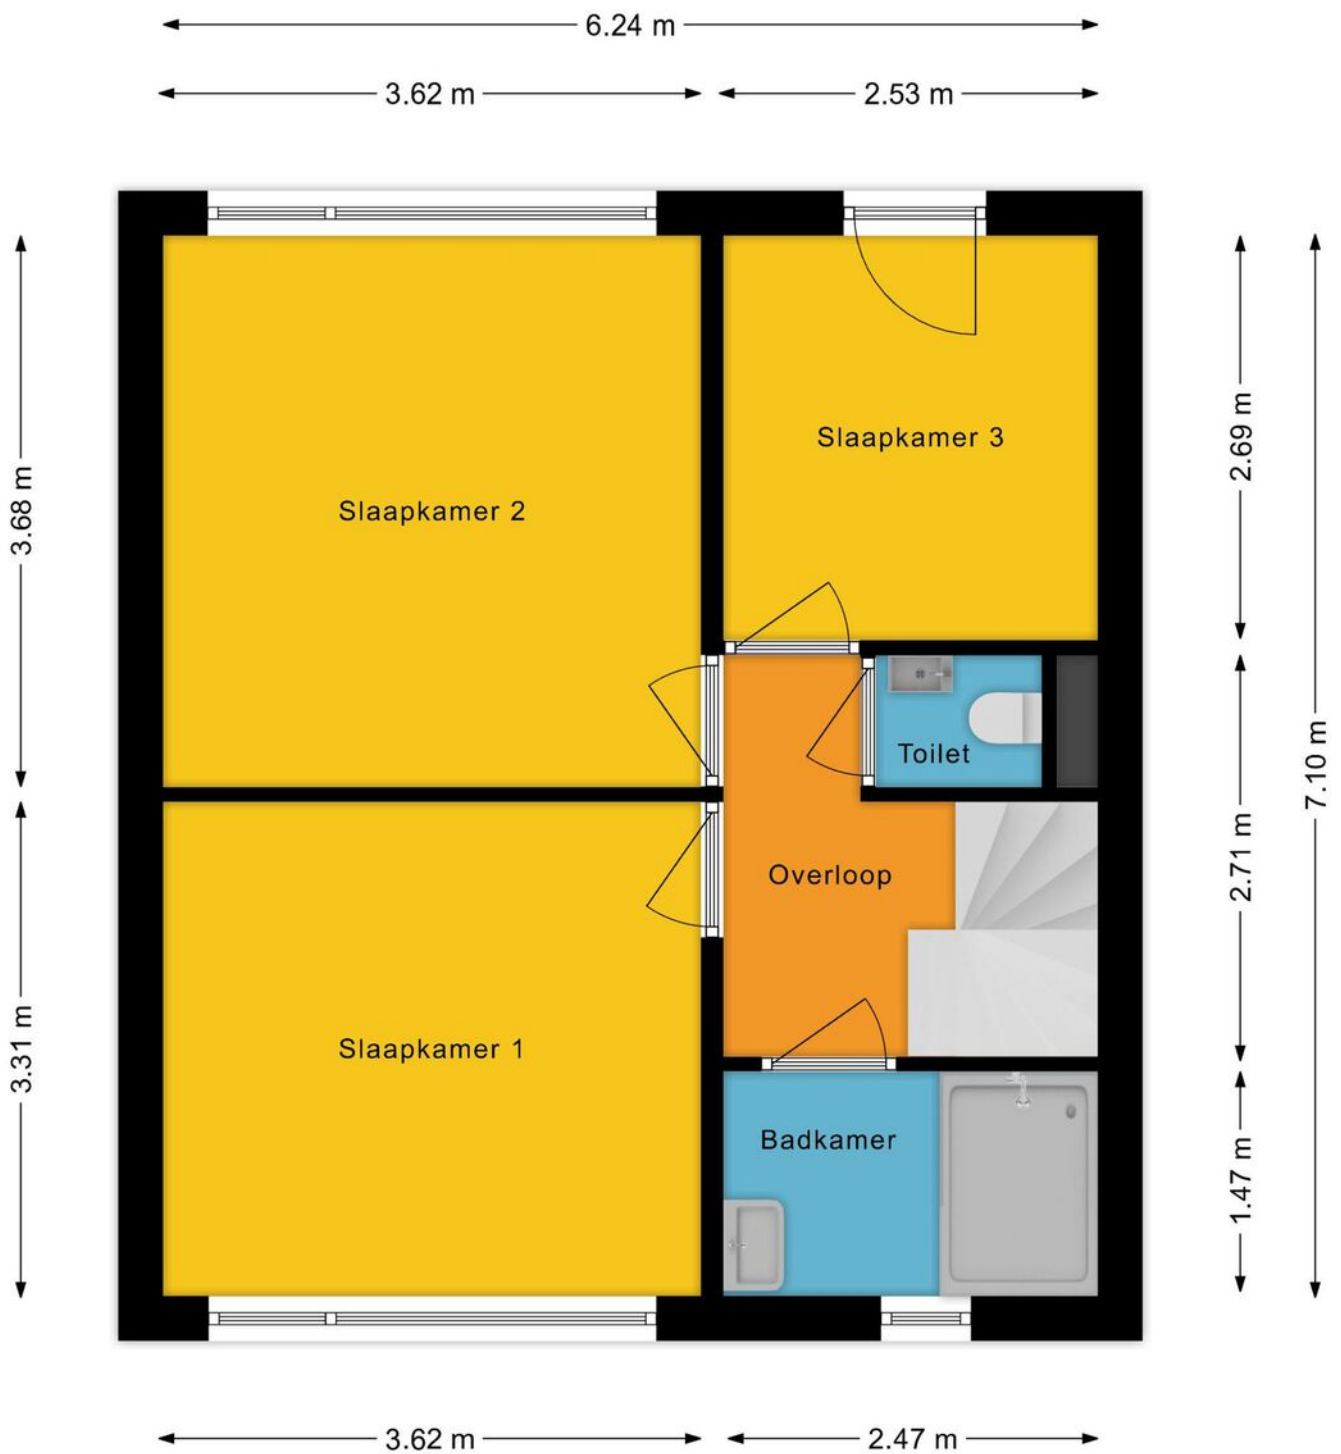 6.24 m
3.62 m
2.53 m
3.68 m
2.69 m
Slaapkamer 3
Slaapkamer 2
7.10 m
Toilet
2.71 m
Overloop
3.31 m
Slaapkamer 1
Badkamer
1.47 m
3.62 m
2.47 m